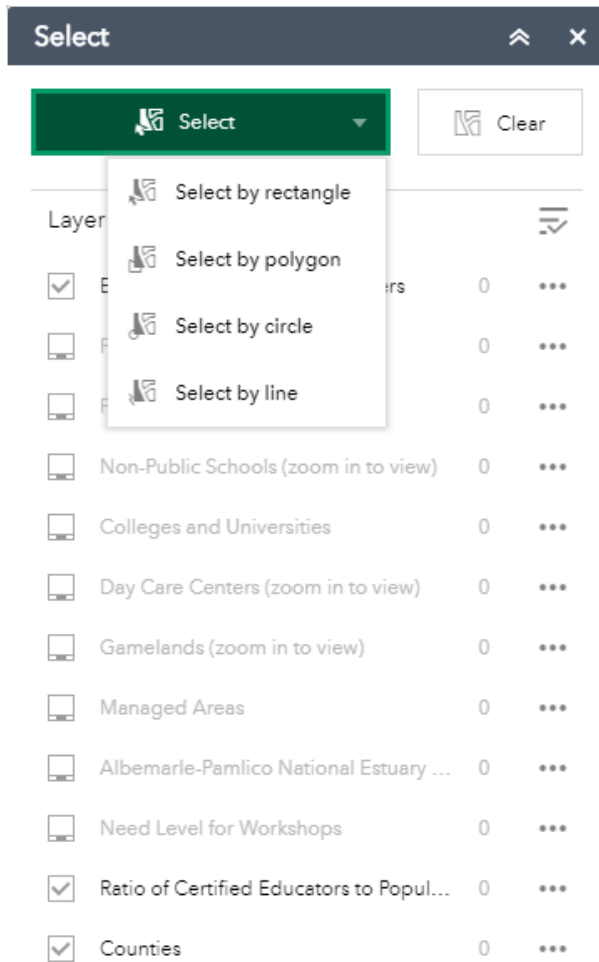 Select
Select Clear
Select by rectangle
Layer
Select by polygon
E rs 0
Select by circle
F 0
Select by line
F 0
Non-Public Schools (zoom in to view) 0
Colleges and Universities 0
Day Care Centers (zoom in to view) 0
Gamelands (zoom in to view) 0
Managed Areas 0
Albemarle-Pamlico National Estuary ... 0
Need Level for Workshops 0
Ratio of Certified Educators to Popul... 0
Counties 0